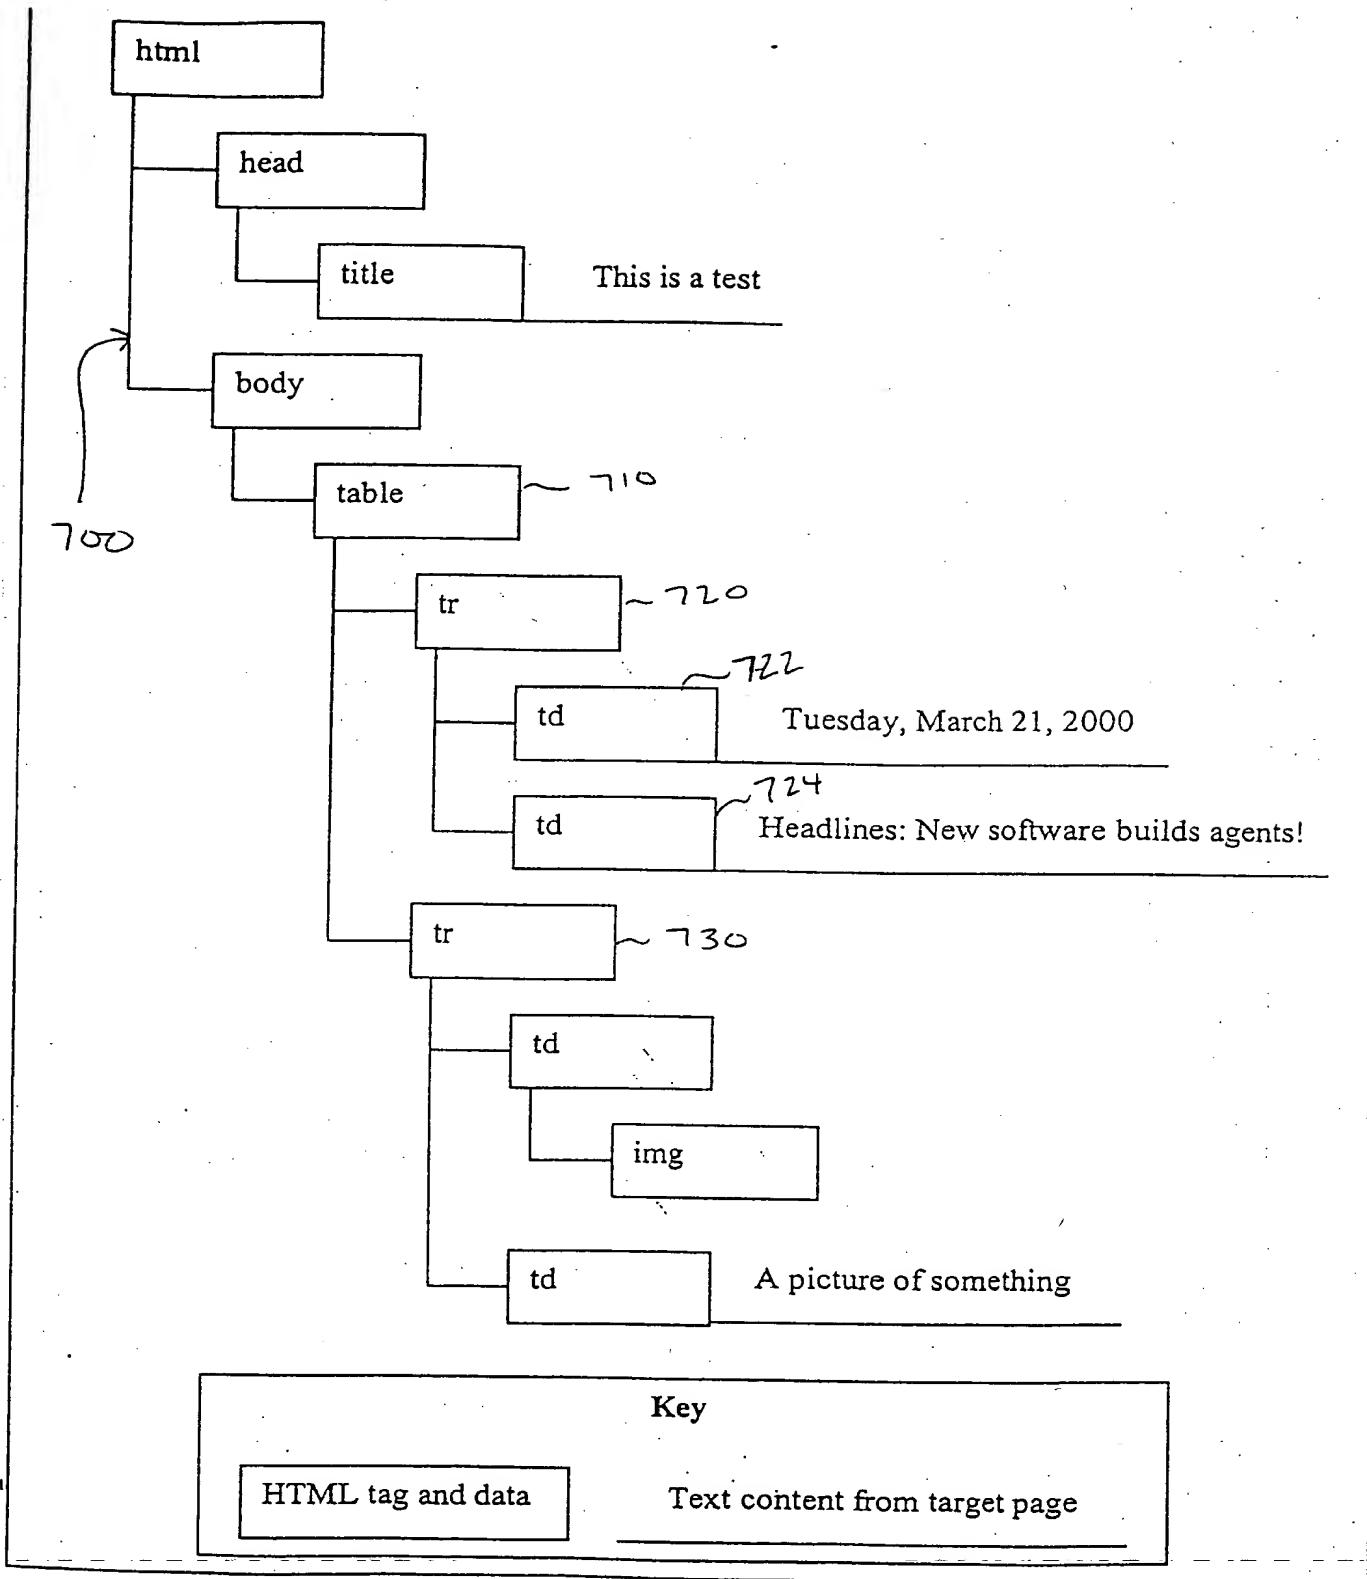 html
head
title This is a test
body
table 710
700
tr 720
722
td Tuesday, March 21, 2000
724
td Headlines: New software builds agents!
tr 730
td
img
td A picture of something
Key
HTML tag and data Text content from target page